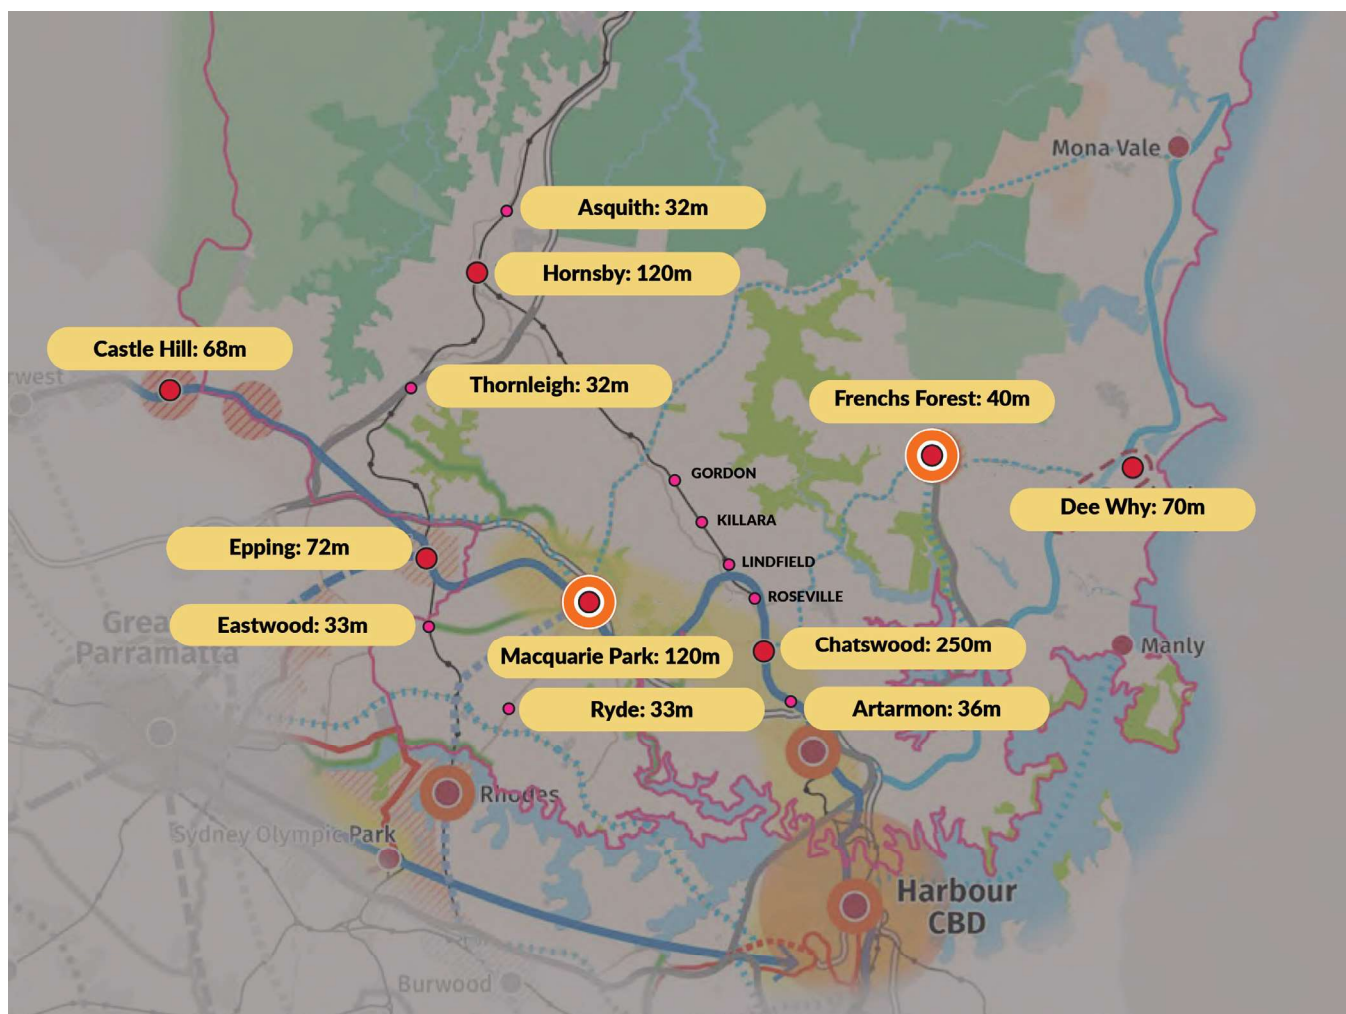 Mona Vale
Asquith: 32m
Hornsby: 120m
Castle Hill: 68m
rwest
Thornleigh: 32m
Frenchs Forest: 40m
GORDON
Dee Why: 70m
KILLARA
Epping: 72m
LINDFIELD
ROSEVILLE
Eastwood: 33m
Grea
Parramatta
Macquarie Park: 120m
Chatswood: 250m
Manly
Ryde: 33m
Artarmon: 36m
Rhodes
Sydney Olympic Park
Harbour
CBD
Burwood